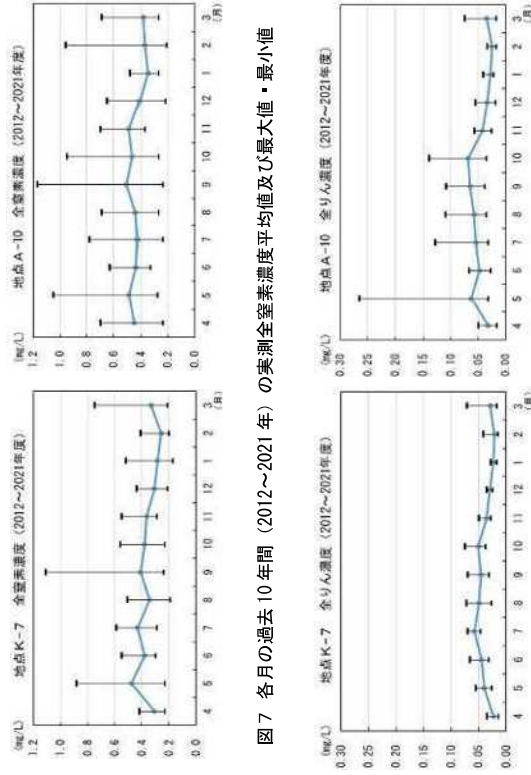 地点K-7 全窒素濃度(2012～2021年度)
(mg/L)
1.2
1.0
0.8
0.6
0.4
0.2
0.0
4 5 6 7 8 9 10 11 12 1 2 3
(月)
地点A-10 全窒素濃度(2012～2021年度)
(mg/L)
1.2
1.0
0.8
0.6
0.4
0.2
0.0
4 5 6 7 8 9 10 11 12 1 2 3
(月)
図7 各月の過去10年間(2012～2021年)の実測全窒素濃度平均値及び最大値・最小値
地点K-7 全りん濃度(2012～2021年度)
(mg/L)
0.30
0.25
0.20
0.15
0.10
0.05
0.00
4 5 6 7 8 9 10 11 12 1 2 3
(月)
地点A-10 全りん濃度(2012～2021年度)
(mg/L)
0.30
0.25
0.20
0.15
0.10
0.05
0.00
4 5 6 7 8 9 10 11 12 1 2 3
(月)